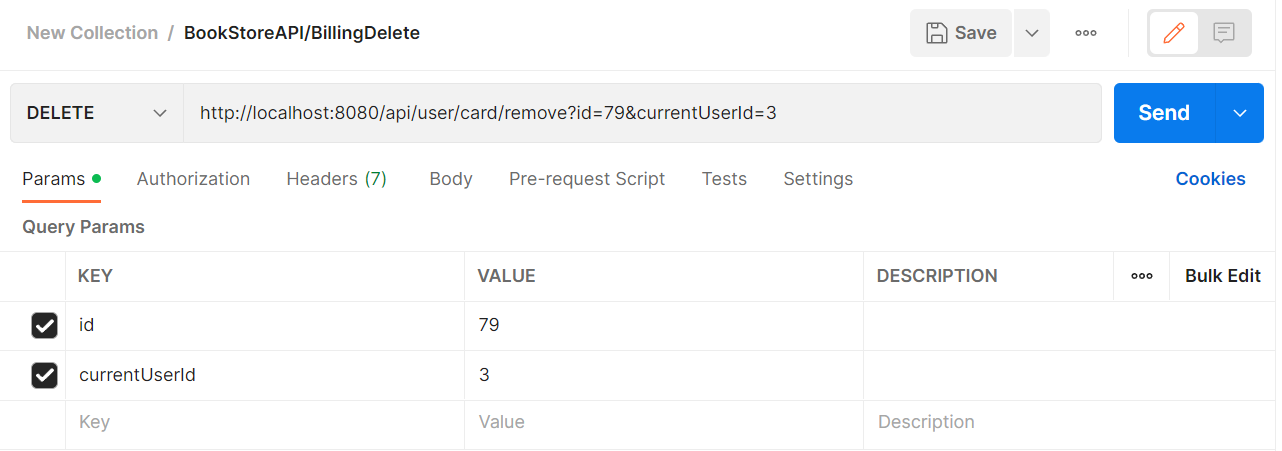 New Collection / BookStoreAPI/BillingDelete Save
DELETE http://localhost:8080/api/user/card/remove?id=79&currentUserId=3 Send
Params Authorization Headers (7) Body Pre-request Script Tests Settings Cookies
Query Params
KEY VALUE DESCRIPTION Bulk Edit
id 79
currentUserId 3
Key Value Description